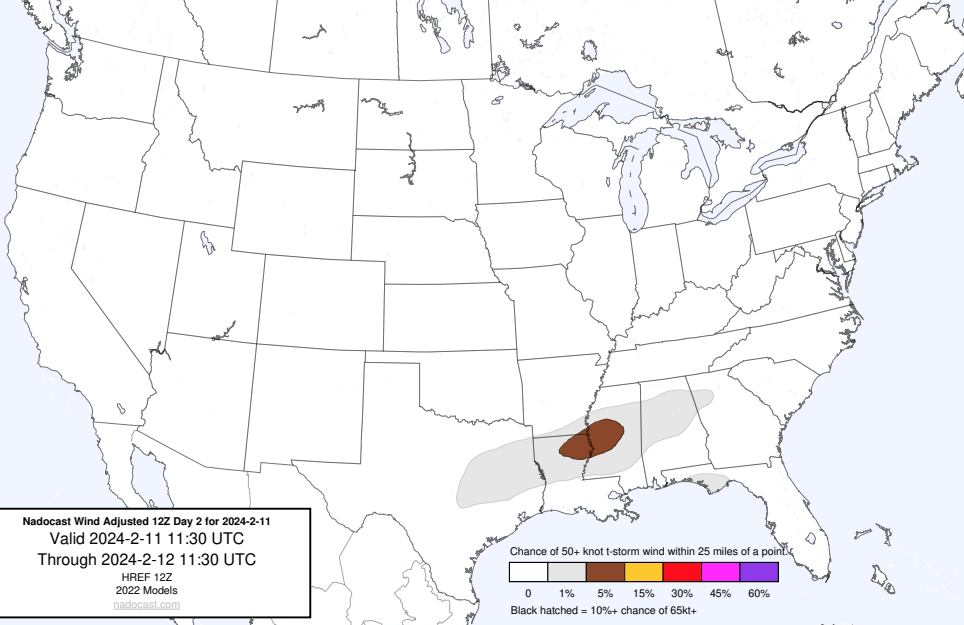 Nadocast Wind Adjusted 12Z Day 2 for 2024-2-11
Valid 2024-2-11 11:30 UTC
Through 2024-2-12 11:30 UTC
HREF 12Z
2022 Models
nadocast.com
Chance of 50+ knot t-storm wind within 25 miles of a point.
0 1% 5% 15% 30% 45% 60%
Black hatched = 10%+ chance of 65kt+